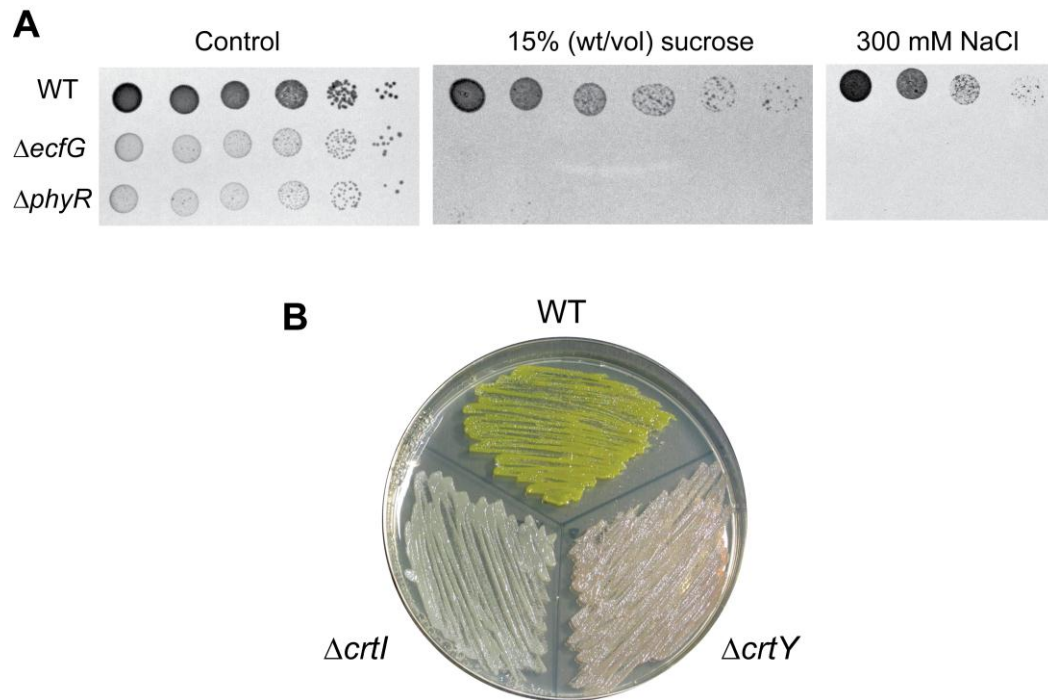 A
Control
15% (wt/vol) sucrose
300 mM NaCl
WT
ΔecfG
ΔphyR
B
WT
ΔcrtI
ΔcrtY